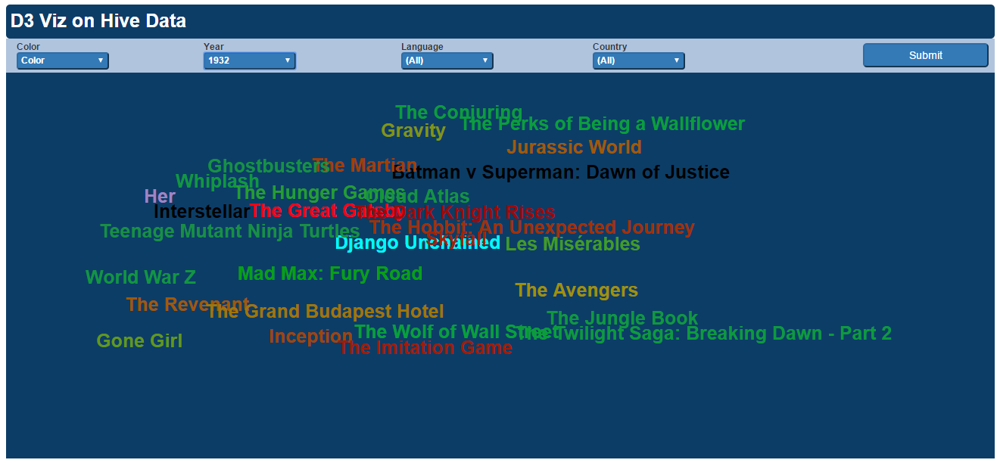 D3 Viz on Hive Data
Color Year Language Country
Color 1932 (All) (All) Submit
The Conjuring
The Perks of Being a Wallflower
Gravity
Jurassic World
Ghostbusters The Martian
Batman v Superman: Dawn of Justice
Whiplash
The Hunger Games Cloud Atlas
Her
Interstellar The Great Gatsby The Dark Knight Rises
The Hobbit: An Unexpected Journey
Teenage Mutant Ninja Turtles
Skyfall
Django Unchained Les Misérables
Mad Max: Fury Road
World War Z
The Avengers
The Revenant
The Grand Budapest Hotel
The Jungle Book
The Wolf of Wall Street The Twilight Saga: Breaking Dawn - Part 2
Inception
Gone Girl
The Imitation Game